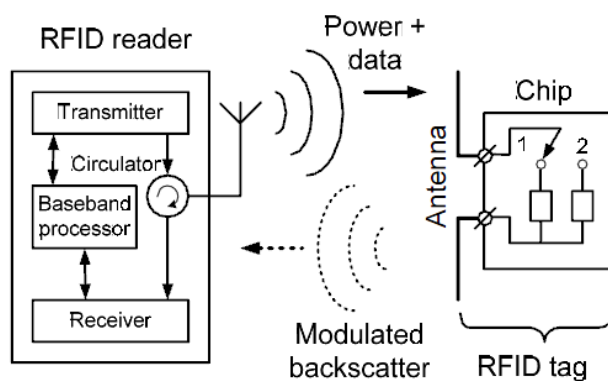 RFID reader
Transmitter
Circulator
Baseband
processor
Receiver
Power +
data
Modulated
backscatter
Antenna
Chip
1
2
RFID tag